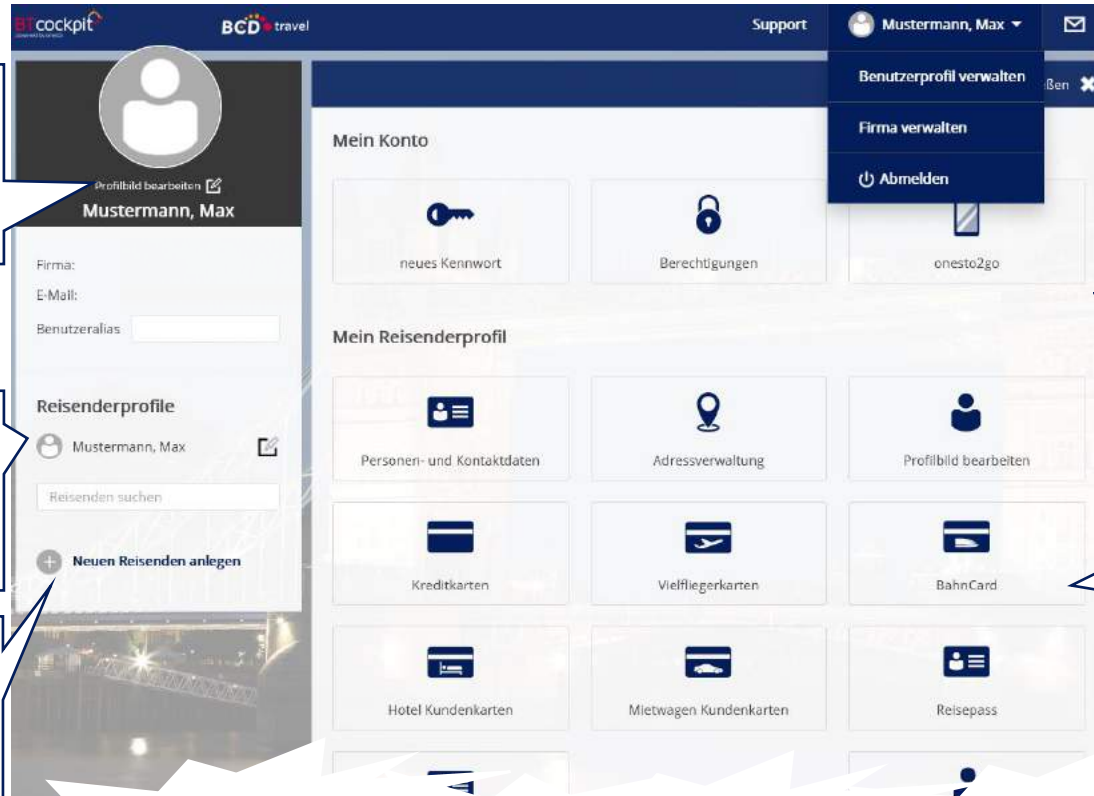 BTcockpit
BCD travel
Support
Mustermann, Max
Benutzerprofil verwalten
ßen
Firma verwalten
Abmelden
Profilbild bearbeiten
Mustermann, Max
Firma:
E-Mail:
Benutzeralias
Reisenderprofile
Mustermann, Max
Reisenden suchen
Neuen Reisenden anlegen
Mein Konto
neues Kennwort
Berechtigungen
onesto2go
Mein Reisenderprofil
Personen- und Kontaktdaten
Adressverwaltung
Profilbild bearbeiten
Kreditkarten
Vielfliegerkarten
BahnCard
Hotel Kundenkarten
Mietwagen Kundenkarten
Reisepass